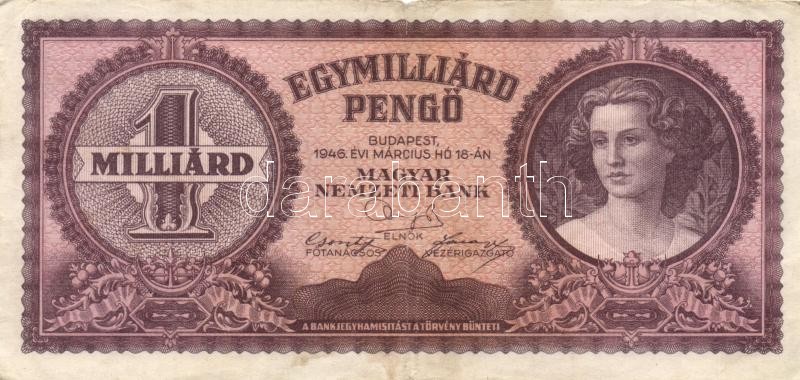 1
MILLIÁRD
EGYMILLIÁRD
PENGŐ
BUDAPEST,
1946. ÉVI MÁRCIUS HÓ 18-ÁN
MAGYAR
NEMZETI BANK
darabanth
ELNÖK
FŐTANÁCSOS VEZÉRIGAZGATÓ
A BANKJEGYHAMISITÁST A TÖRVÉNY BÜNTETI